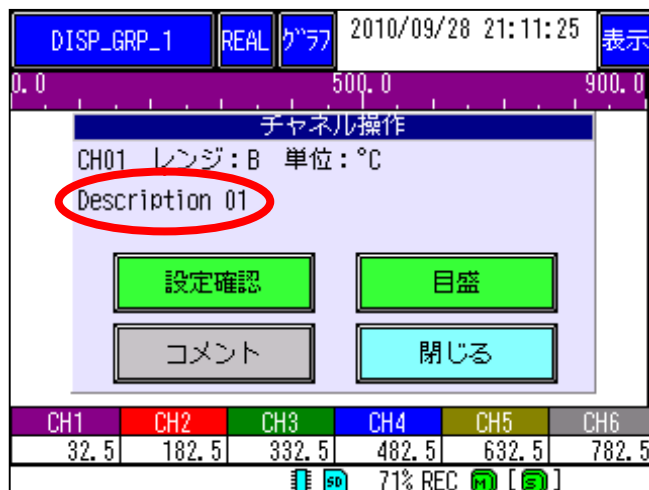 DISP_GRP_1 REAL グラフ 2010/09/28 21:11:25 表示
0.0 500.0 900.0
チャネル操作
CH01 レンジ:B 単位:°C
Description 01
設定確認 目盛
コメント 閉じる
CH1 CH2 CH3 CH4 CH5 CH6
32.5 182.5 332.5 482.5 632.5 782.5
SD 71% REC M [S]